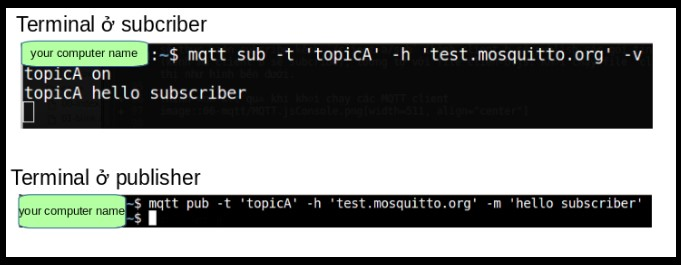 Terminal ở subcriber
your computer name :~$ mqtt sub -t 'topicA' -h 'test.mosquitto.org' -v
topicA on
topicA hello subscriber
Terminal ở publisher
your computer name ~$ mqtt pub -t 'topicA' -h 'test.mosquitto.org' -m 'hello subscriber'
~$